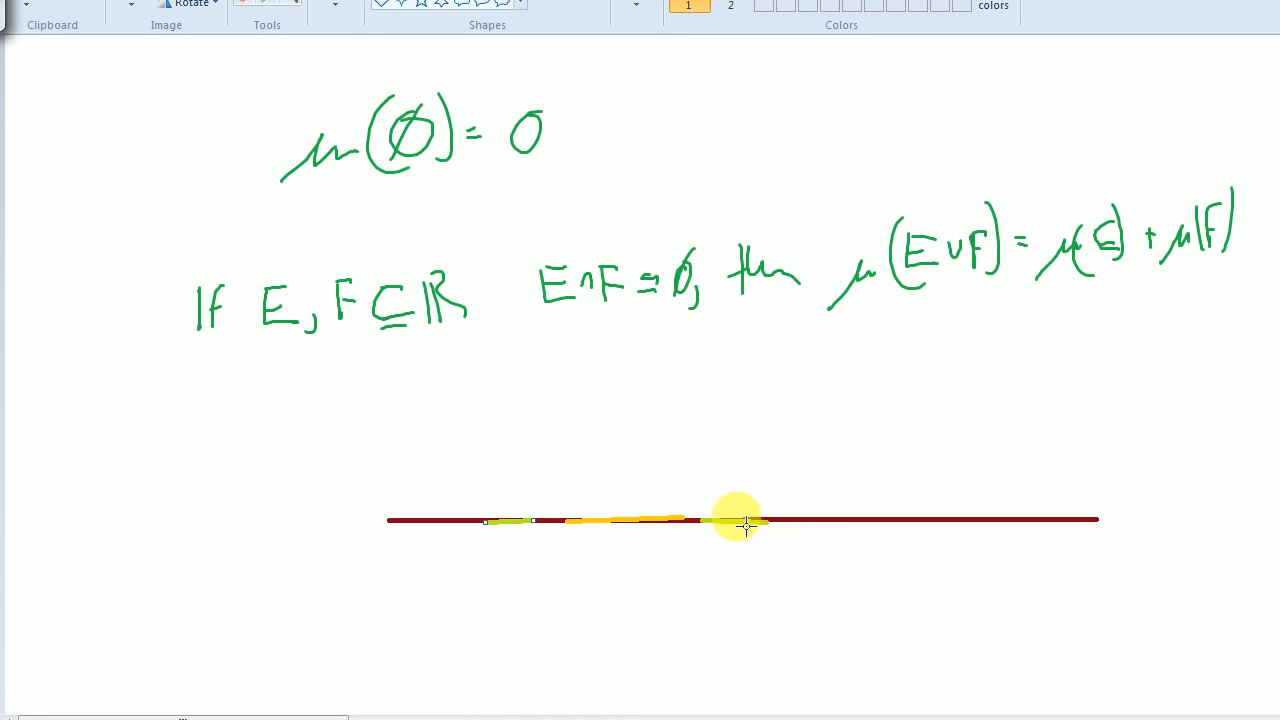 Rotate
1 2 colors
Clipboard Image Tools Shapes Colors
μ(∅) = 0
If E, F ⊆ ℝ E ∩ F = ∅, then μ(E ∪ F) = μ(E) + μ(F)